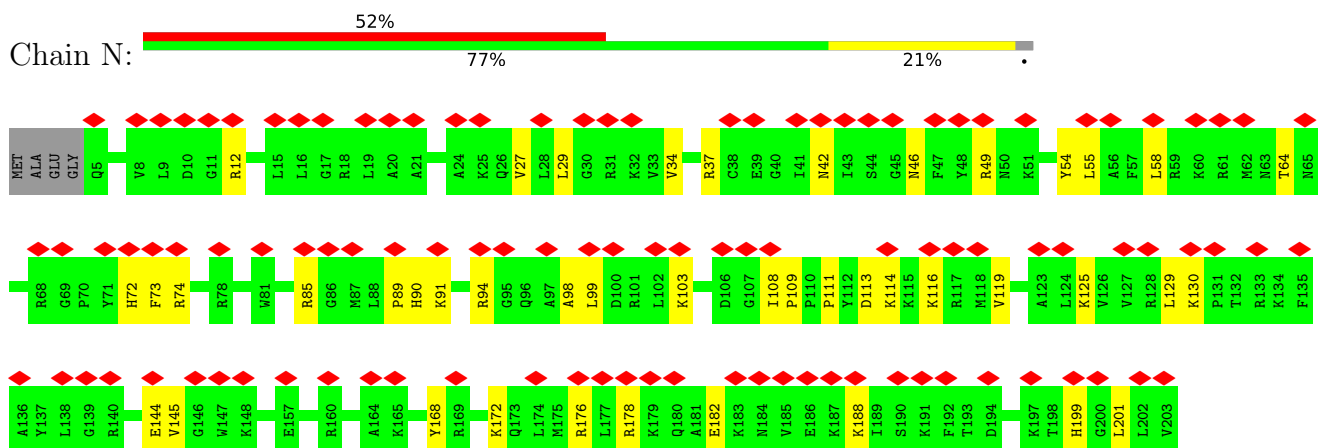 52%
Chain N:
77% 21% •
MET ALA GLU GLY Q5 V8 L9 D10 G11 R12 L15 L16 G17 R18 L19 A20 A21 A24 K25 Q26 V27 L28 L29 G30 R31 K32 V33 V34 R37 C38 E39 G40 I41 N42 I43 S44 G45 N46 F47 Y48 R49 N50 K51 Y54 L55 A56 F57 L58 R59 K60 R61 M62 N63 T64 N65
R68 G69 P70 Y71 H72 F73 R74 R78 W81 R85 G86 M87 L88 P89 H90 K91 R94 G95 Q96 A97 A98 L99 D100 R101 L102 K103 D106 G107 I108 P109 P110 P111 Y112 D113 K114 K115 K116 R117 M118 V119 A123 L124 K125 V126 V127 R128 L129 K130 P131 T132 R133 K134 F135
A136 Y137 L138 G139 R140 E144 V145 G146 W147 K148 E157 R160 A164 K165 Y168 R169 K172 Q173 L174 M175 R176 L177 R178 K179 Q180 A181 E182 K183 N184 V185 E186 K187 K188 I189 S190 K191 F192 T193 D194 K197 T198 H199 G200 L201 L202 V203